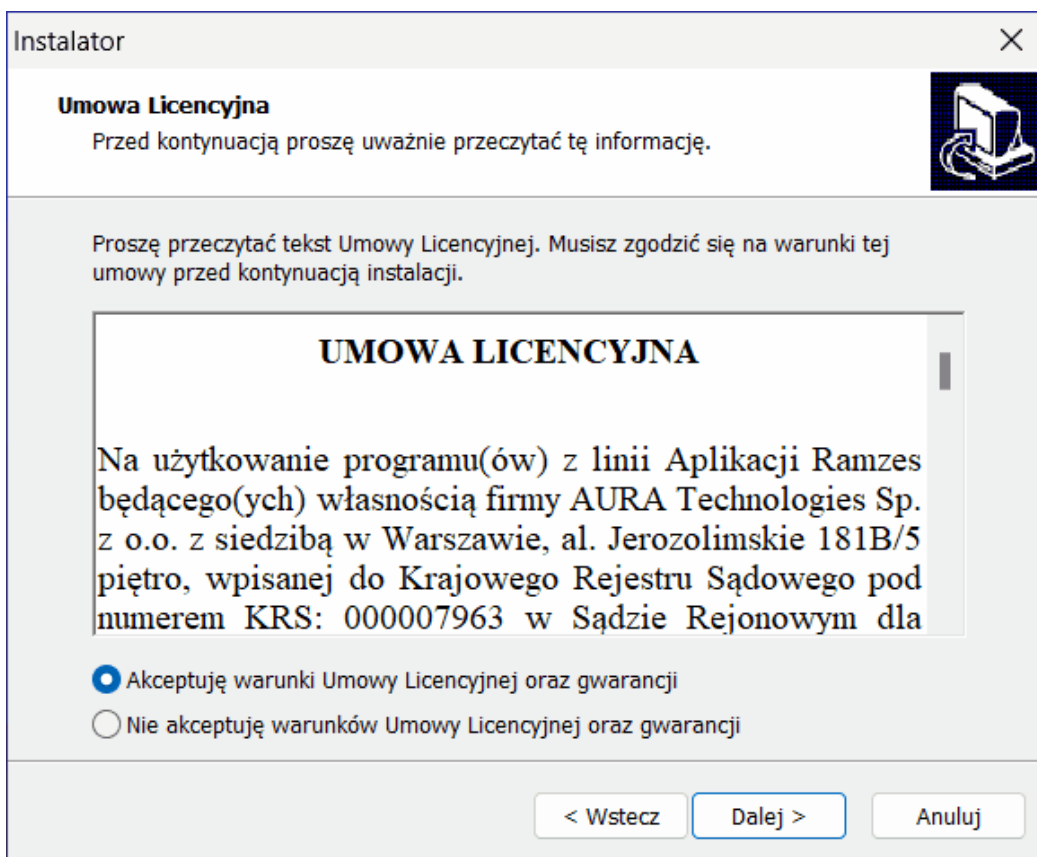 Instalator
Umowa Licencyjna
Przed kontynuacją proszę uważnie przeczytać tę informację.
Proszę przeczytać tekst Umowy Licencyjnej. Musisz zgodzić się na warunki tej
umowy przed kontynuacją instalacji.
UMOWA LICENCYJNA
Na użytkowanie programu(ów) z linii Aplikacji Ramzes
będącego(ych) własnością firmy AURA Technologies Sp.
z o.o. z siedzibą w Warszawie, al. Jerozolimskie 181B/5
piętro, wpisanej do Krajowego Rejestru Sądowego pod
numerem KRS: 000007963 w Sądzie Rejonowym dla
Akceptuję warunki Umowy Licencyjnej oraz gwarancji
Nie akceptuję warunków Umowy Licencyjnej oraz gwarancji
< Wstecz
Dalej >
Anuluj